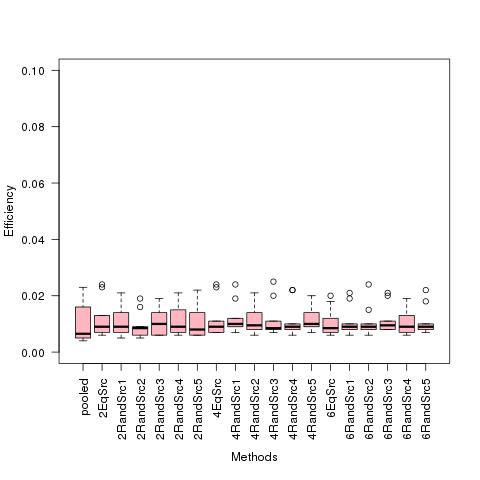 0.10
0.08
0.06
0.04
0.02
0.00
Efficiency
pooled
2EqSrc
2RandSrc1
2RandSrc2
2RandSrc3
2RandSrc4
2RandSrc5
4EqSrc
4RandSrc1
4RandSrc2
4RandSrc3
4RandSrc4
4RandSrc5
6EqSrc
6RandSrc1
6RandSrc2
6RandSrc3
6RandSrc4
6RandSrc5
Methods